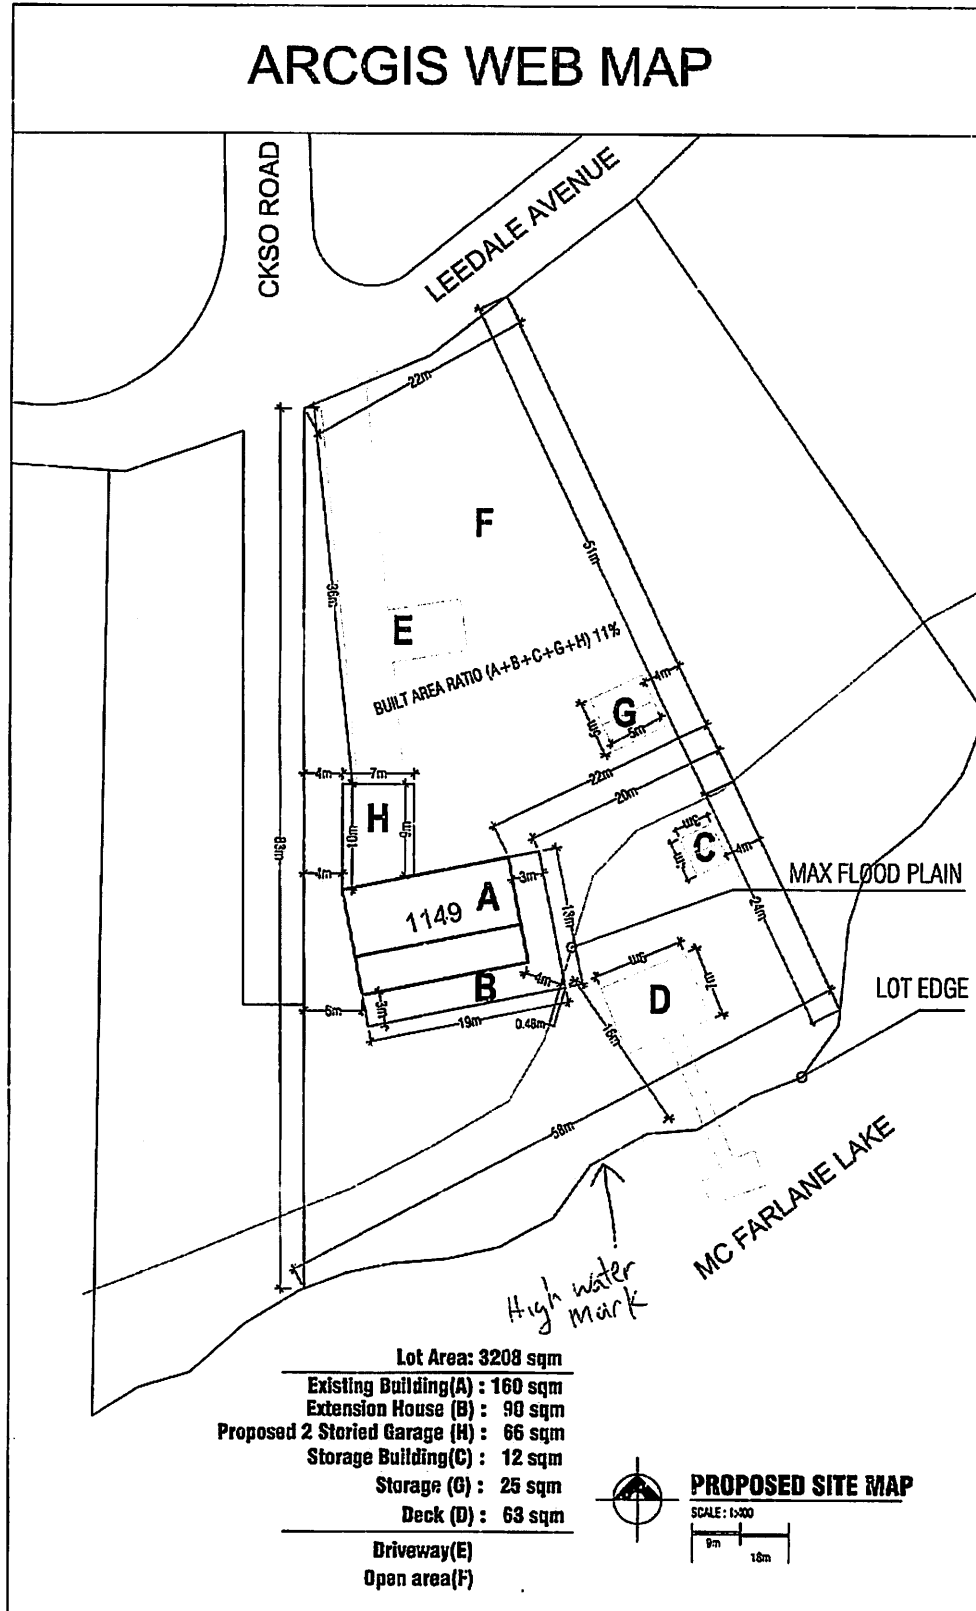 ARCGIS WEB MAP
CKSO ROAD
LEEDALE AVENUE
22m
F
51m
36m
E
BUILT AREA RATIO (A+B+C+G+H) 11%
4m
G
5m
5m
22m
20m
4m
7m
H
10m
9m
83m
4m
3m
C
4m
MAX FLOOD PLAIN
A
3m
1149
13m
24m
9m
7m
D
LOT EDGE
B
4m
3m
6m
19m
0.48m
16m
58m
MC FARLANE LAKE
High water
mark
Lot Area: 3208 sqm
Existing Building(A) : 160 sqm
Extension House (B) : 90 sqm
Proposed 2 Storied Garage (H) : 66 sqm
Storage Building(C) : 12 sqm
Storage (G) : 25 sqm
Deck (D) : 63 sqm
Driveway(E)
Open area(F)
PROPOSED SITE MAP
SCALE :
9m
18m